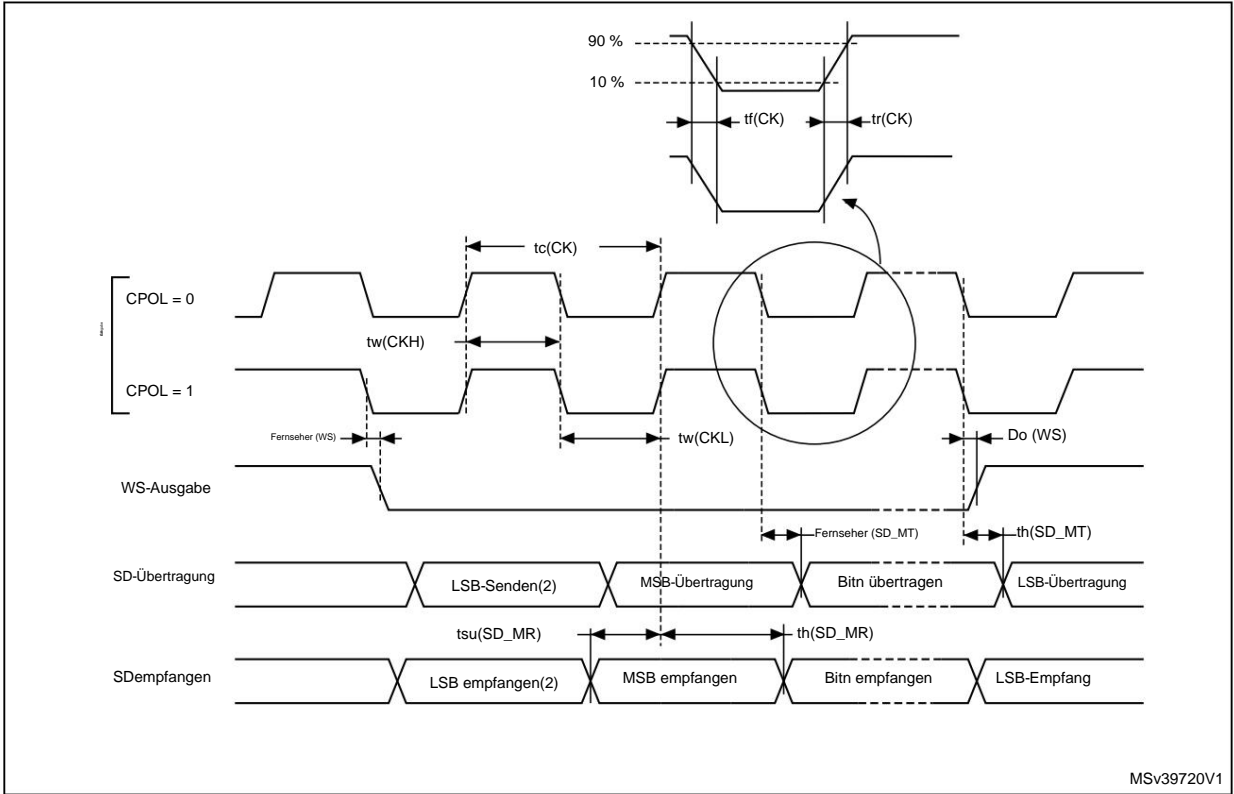 90 %
10 %
tf(CK)
tr(CK)
tc(CK)
CPOL = 0
tw(CKH)
CPOL = 1
Fernseher (WS)
tw(CKL)
Do (WS)
WS-Ausgabe
Fernseher (SD_MT)
th(SD_MT)
SD-Übertragung
LSB-Senden(2)
MSB-Übertragung
Bitn übertragen
LSB-Übertragung
tsu(SD_MR)
th(SD_MR)
SDempfangen
LSB empfangen(2)
MSB empfangen
Bitn empfangen
LSB-Empfang
MSv39720V1